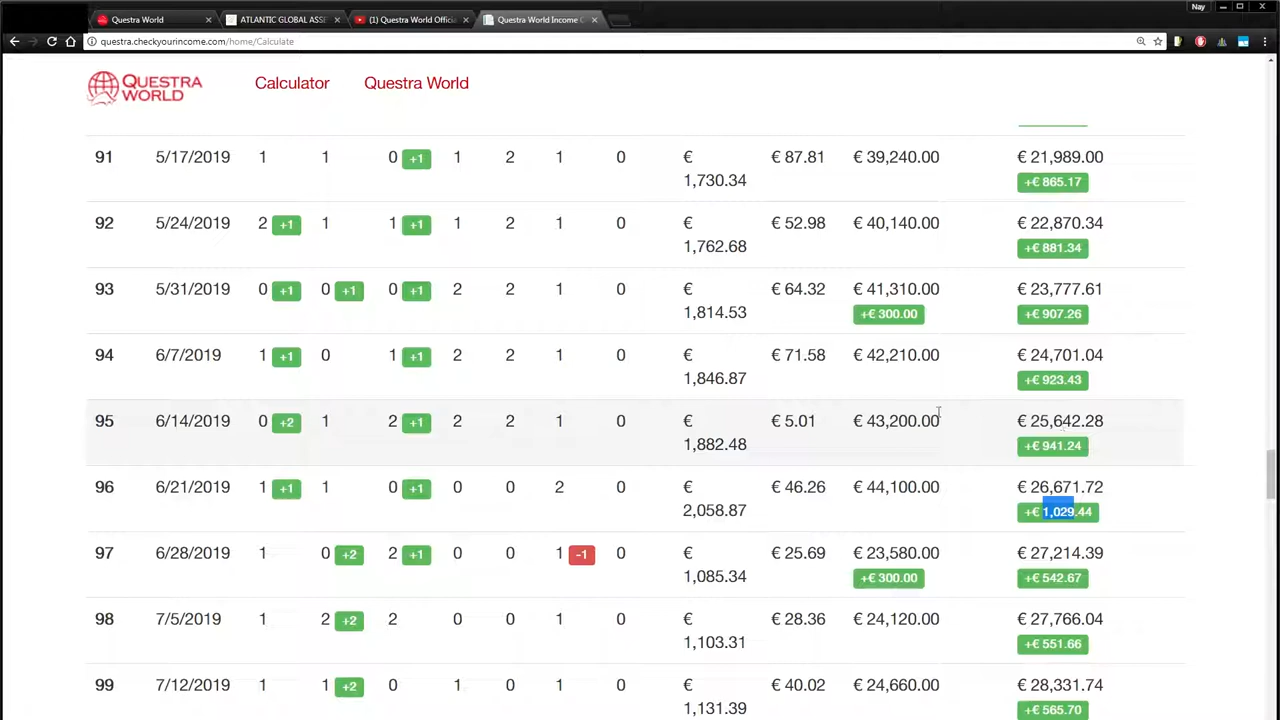 Nay
Questra World
ATLANTIC GLOBAL ASSE
(1) Questra World Offici
Questra World Income C
questra.checkyourincome.com/home/Calculate
QUESTRA WORLD
Calculator
Questra World
91 5/17/2019 1 1 0 +1 1 2 1 0 € 1,730.34 € 87.81 € 39,240.00 € 21,989.00
+€ 865.17
92 5/24/2019 2 +1 1 1 +1 1 2 1 0 € 1,762.68 € 52.98 € 40,140.00 € 22,870.34
+€ 881.34
93 5/31/2019 0 +1 0 +1 0 +1 2 2 1 0 € 1,814.53 € 64.32 € 41,310.00 € 23,777.61
+€ 300.00 +€ 907.26
94 6/7/2019 1 +1 0 1 +1 2 2 1 0 € 1,846.87 € 71.58 € 42,210.00 € 24,701.04
+€ 923.43
95 6/14/2019 0 +2 1 2 +1 2 2 1 0 € 1,882.48 € 5.01 € 43,200.00 € 25,642.28
+€ 941.24
96 6/21/2019 1 +1 1 0 +1 0 0 2 0 € 2,058.87 € 46.26 € 44,100.00 € 26,671.72
+€ 1,029.44
97 6/28/2019 1 0 +2 2 +1 0 0 1 -1 0 € 1,085.34 € 25.69 € 23,580.00 € 27,214.39
+€ 300.00 +€ 542.67
98 7/5/2019 1 2 +2 2 0 0 1 0 € 1,103.31 € 28.36 € 24,120.00 € 27,766.04
+€ 551.66
99 7/12/2019 1 1 +2 0 1 0 1 0 € 1,131.39 € 40.02 € 24,660.00 € 28,331.74
+€ 565.70